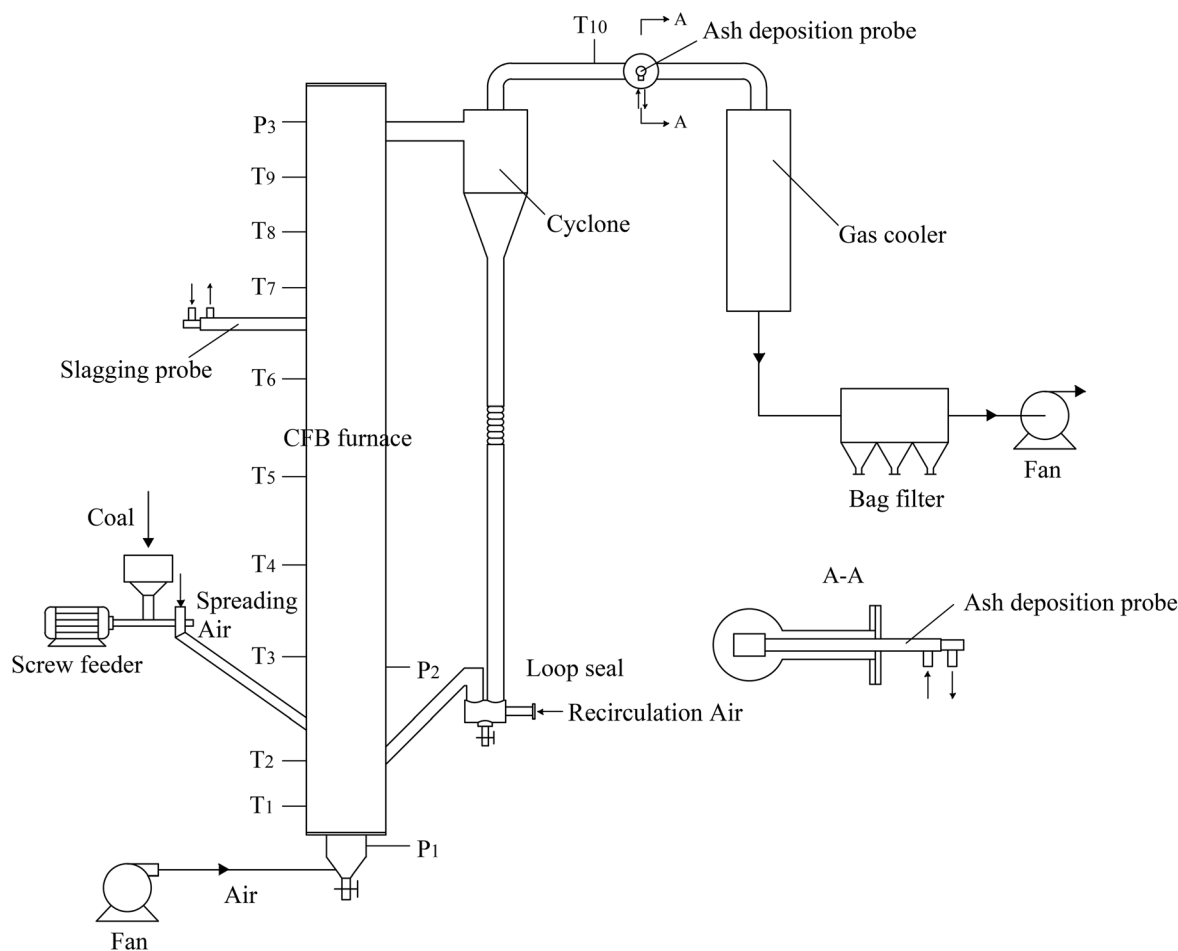 T10
A
Ash deposition probe
A
P3
T9
Cyclone
T8
Gas cooler
T7
Slagging probe
T6
CFB furnace
T5
Fan
Bag filter
Coal
T4
A-A
Spreading
Air
Ash deposition probe
Screw feeder
T3
P2
Loop seal
Recirculation Air
T2
T1
P1
Air
Fan